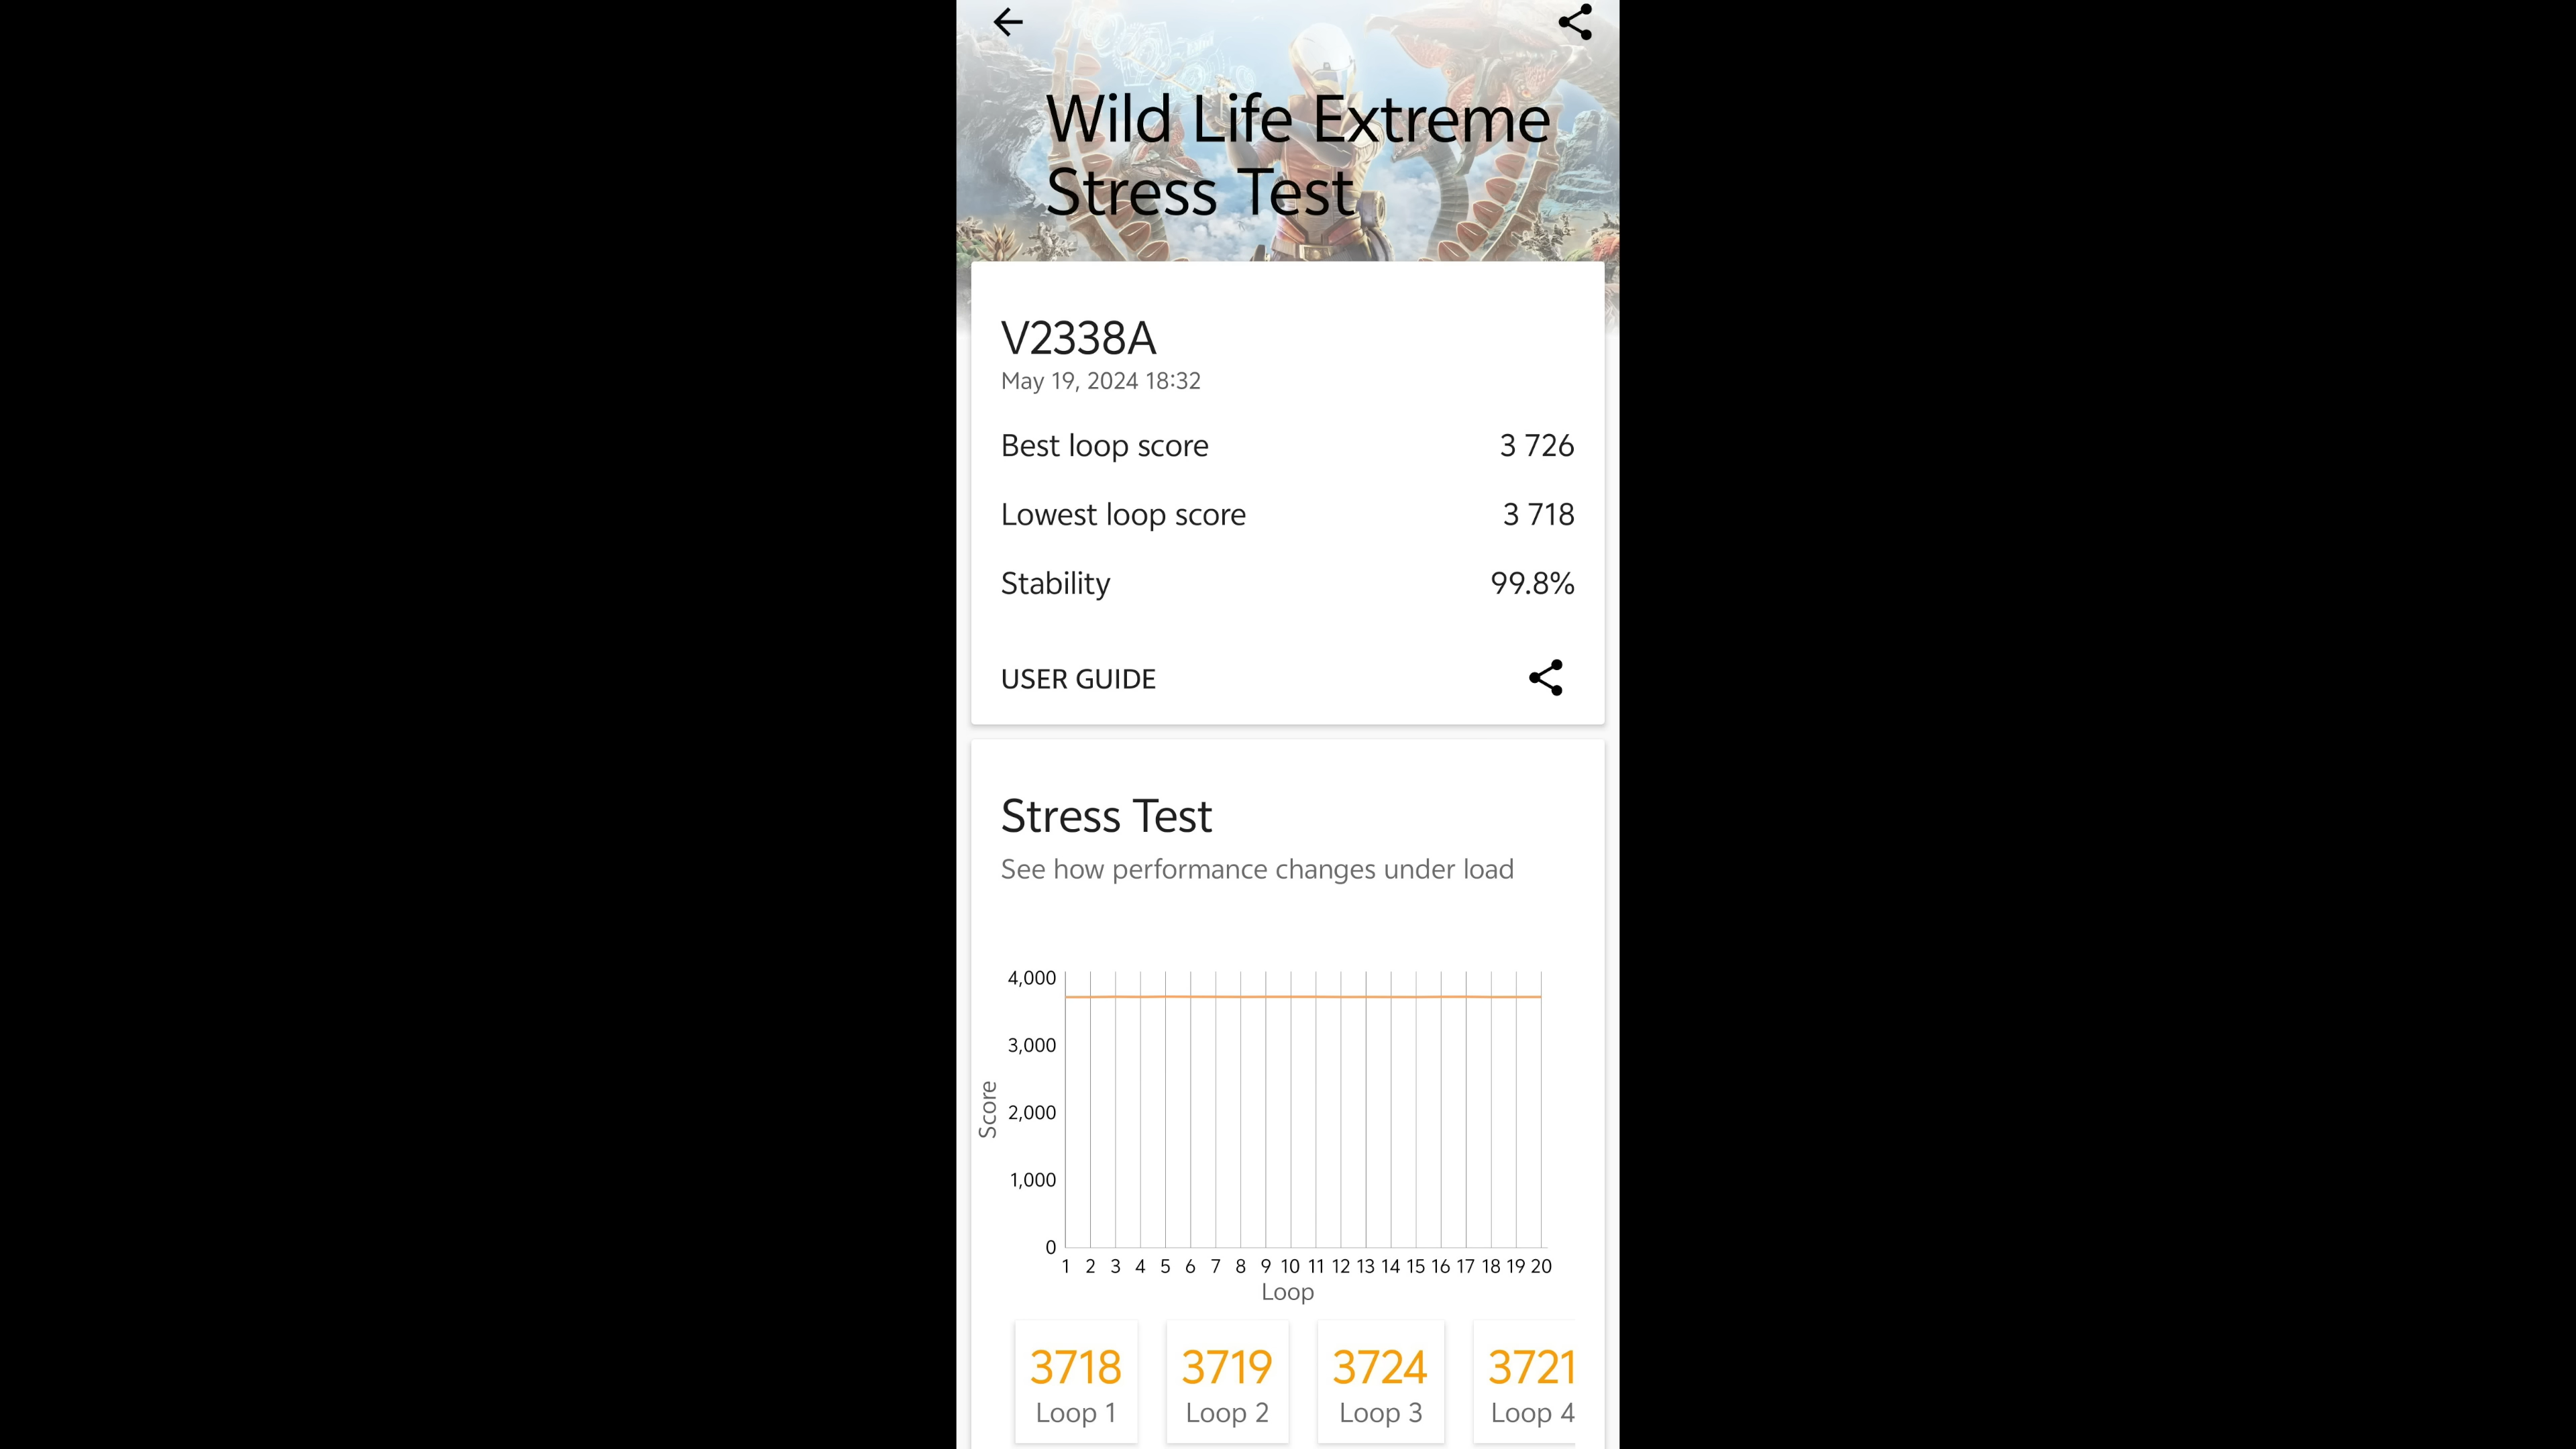 Wild Life Extreme
Stress Test
V2338A
May 19, 2024 18:32
Best loop score 3 726
Lowest loop score 3 718
Stability 99.8%
USER GUIDE
Stress Test
See how performance changes under load
4,000
3,000
2,000
1,000
0
Score
1 2 3 4 5 6 7 8 9 10 11 12 13 14 15 16 17 18 19 20
Loop
3718 3719 3724 3721
Loop 1 Loop 2 Loop 3 Loop 4